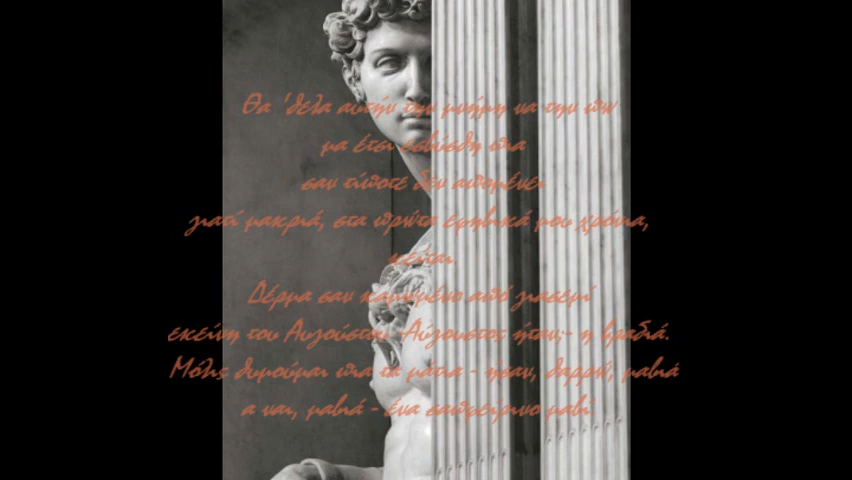 Θα 'θελα αυτήν την μνήμη να την πω
μα έτσι εσβύσθη πια
σαν τίποτε δεν απομένει
γιατί μακριά, στα πρώτα εφηβικά μου χρόνια,
κείται
Δέρμα σαν καμωμένο από γιασεμί
εκείνη του Αυγούστου- Αύγουστος ήταν;- η βραδιά.
Μόλις θυμούμαι πια τα μάτια - ήσαν, θαρρώ, μαβιά
α ναι, μαβιά - ένα σαπφείρινο μαβί.